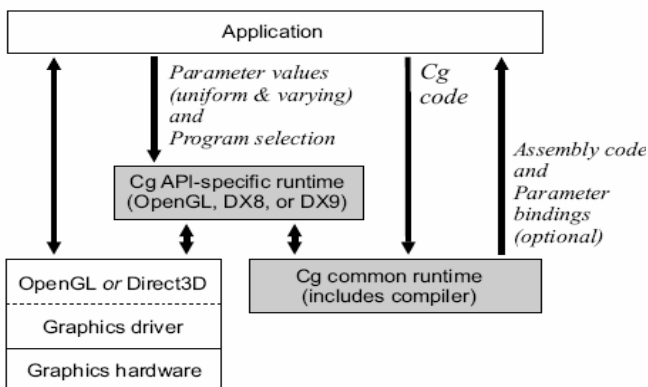 Application
Parameter values
(uniform & varying)
and
Program selection
Cg
code
Assembly code
and
Parameter
bindings
(optional)
Cg API-specific runtime
(OpenGL, DX8, or DX9)
OpenGL or Direct3D
Graphics driver
Graphics hardware
Cg common runtime
(includes compiler)